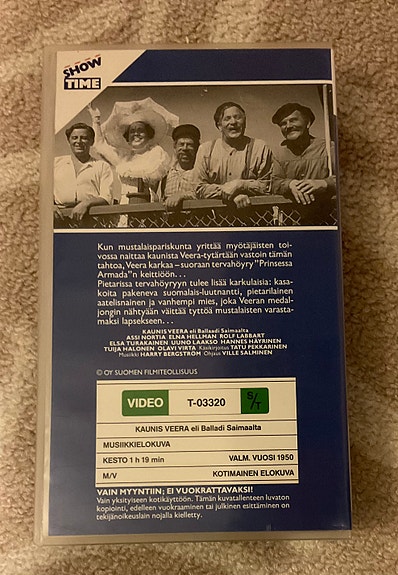 SHOW
TIME
Kun mustalaispariskunta yrittää myötäjäisten toi-
vossa naittaa kaunista Veera-tytärtään vastoin tämän
tahtoa, Veera karkaa – suoraan tervahöyry "Prinsessa
Armada"n keittiöön...
Pietarissa tervahöyryyn tulee lisää karkulaisia: kasa-
koita pakeneva suomalais-luutnantti, pietarilainen
aatelisnainen ja vanhempi mies, joka Veeran medal-
jongin nähtyään väittää tyttöä mustalaisten varasta-
maksi lapsekseen...
KAUNIS VEERA eli Balladi Saimaalta
ASSI NORTIA ELNA HELLMAN ROLF LABBART
ELSA TURAKAINEN UUNO LAAKSO HANNES HÄYRINEN
TUIJA HALONEN OLAVI VIRTA Käsikirjoitus TATU PEKKARINEN
Musiikki HARRY BERGSTRÖM Ohjaus VILLE SALMINEN
© OY SUOMEN FILMITEOLLISUUS
VIDEO T-03320 S/T
KAUNIS VEERA eli Balladi Saimaalta
MUSIIKKIELOKUVA
KESTO 1 h 19 min VALM. VUOSI 1950
M/V KOTIMAINEN ELOKUVA
VAIN MYYNTIIN; EI VUOKRATTAVAKSI!
Vain yksityiseen kotikäyttöön. Tämän kuvatallenteen luvaton
kopiointi, edelleen vuokraaminen tai julkinen esittäminen on
tekijänoikeuslain nojalla kielletty.